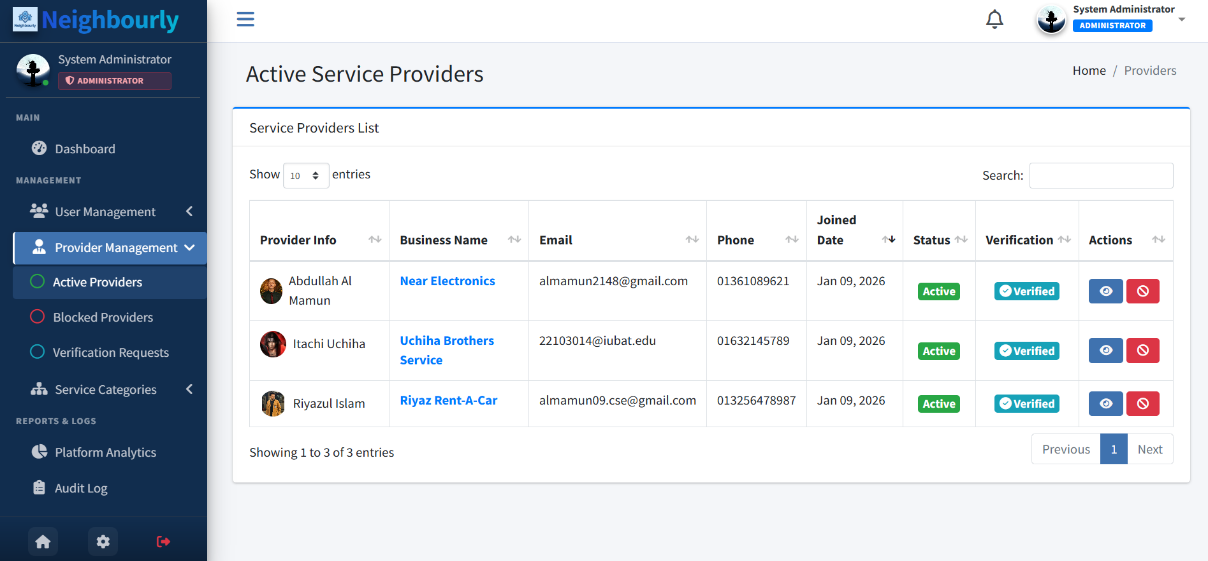 Neighbourly
System Administrator
ADMINISTRATOR
System Administrator
ADMINISTRATOR
MAIN
Dashboard
MANAGEMENT
User Management
Provider Management
Active Providers
Blocked Providers
Verification Requests
Service Categories
REPORTS & LOGS
Platform Analytics
Audit Log
Active Service Providers
Home / Providers
Service Providers List
Show 10 entries
Search:
Provider Info Business Name Email Phone Joined Date Status Verification Actions
Abdullah Al Mamun Near Electronics almamun2148@gmail.com 01361089621 Jan 09, 2026 Active Verified
Itachi Uchiha Uchiha Brothers Service 22103014@iubat.edu 01632145789 Jan 09, 2026 Active Verified
Riyazul Islam Riyaz Rent-A-Car almamun09.cse@gmail.com 013256478987 Jan 09, 2026 Active Verified
Showing 1 to 3 of 3 entries
Previous 1 Next